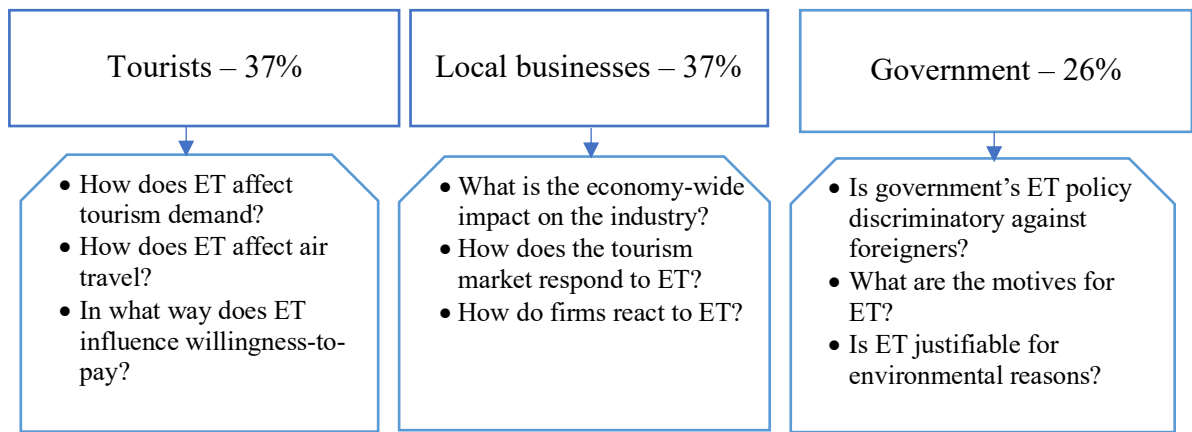 Tourists – 37%
Local businesses – 37%
Government – 26%
• How does ET affect
tourism demand?
• How does ET affect air
travel?
• In what way does ET
influence willingness-to-
pay?
• What is the economy-wide
impact on the industry?
• How does the tourism
market respond to ET?
• How do firms react to ET?
• Is government’s ET policy
discriminatory against
foreigners?
• What are the motives for
ET?
• Is ET justifiable for
environmental reasons?